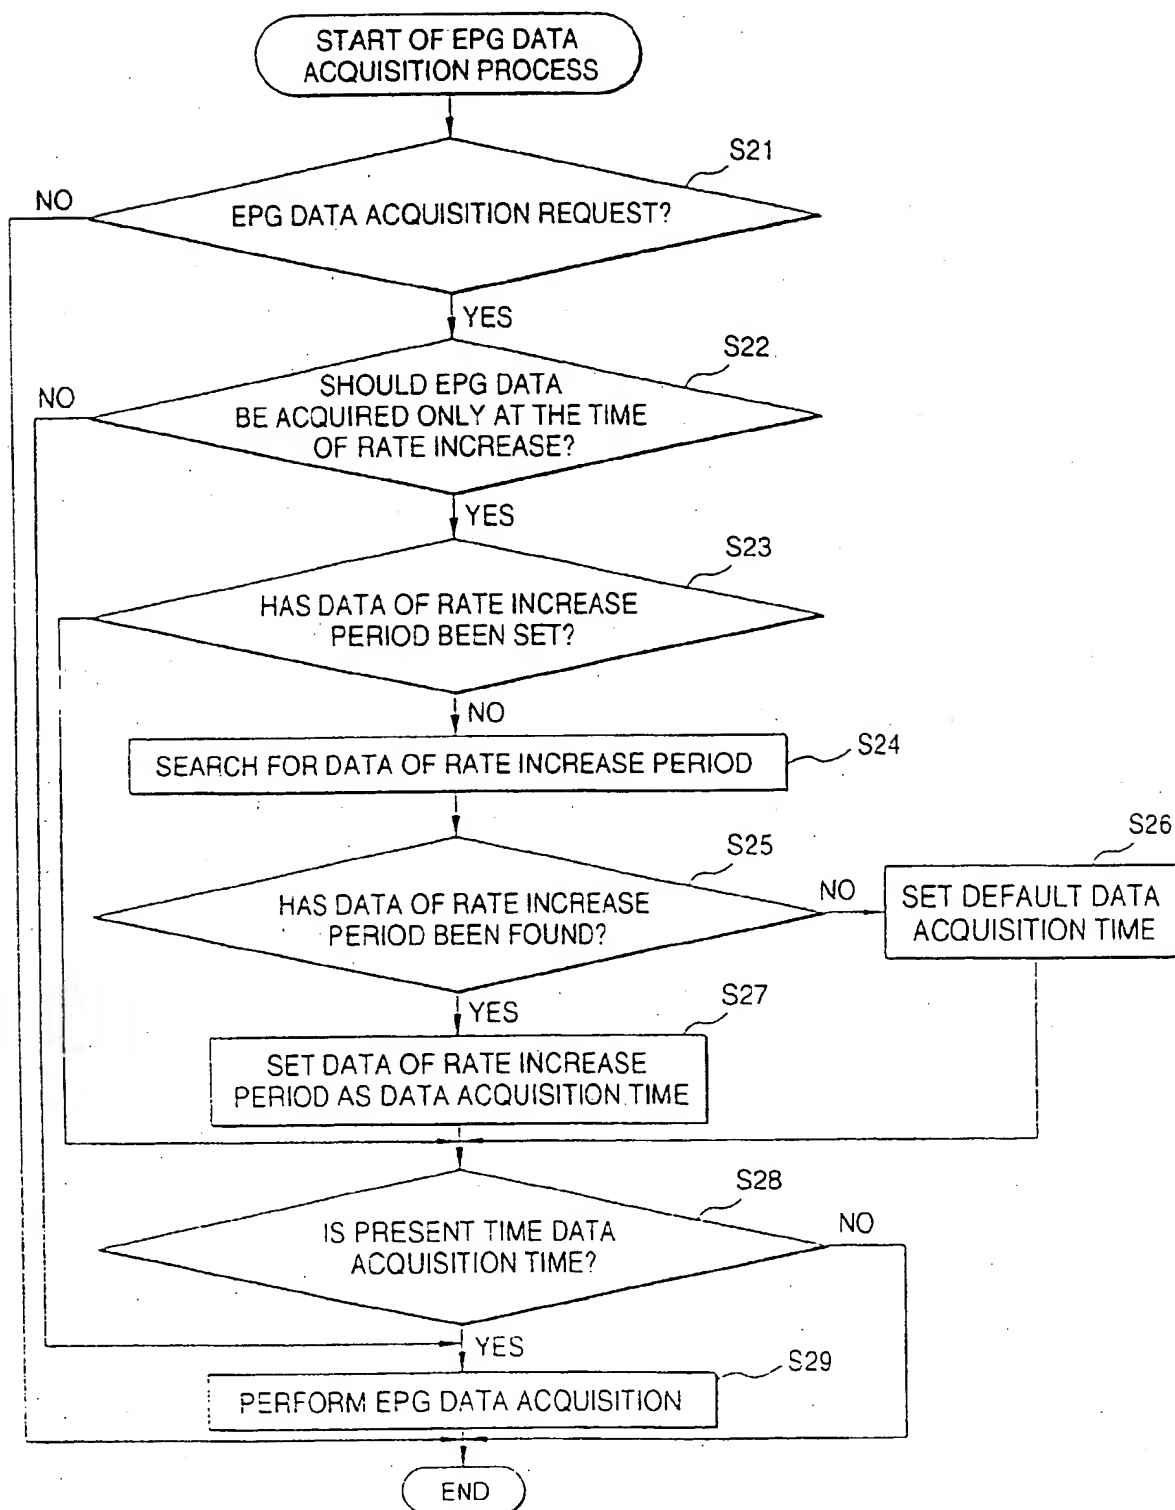 START OF EPG DATA
ACQUISITION PROCESS
S21
NO
EPG DATA ACQUISITION REQUEST?
YES
S22
NO
SHOULD EPG DATA
BE ACQUIRED ONLY AT THE TIME
OF RATE INCREASE?
YES
S23
HAS DATA OF RATE INCREASE
PERIOD BEEN SET?
NO
S24
SEARCH FOR DATA OF RATE INCREASE PERIOD
S25
HAS DATA OF RATE INCREASE
PERIOD BEEN FOUND?
NO
S26
SET DEFAULT DATA
ACQUISITION TIME
YES
S27
SET DATA OF RATE INCREASE
PERIOD AS DATA ACQUISITION TIME
S28
IS PRESENT TIME DATA
ACQUISITION TIME?
NO
YES
S29
PERFORM EPG DATA ACQUISITION
END